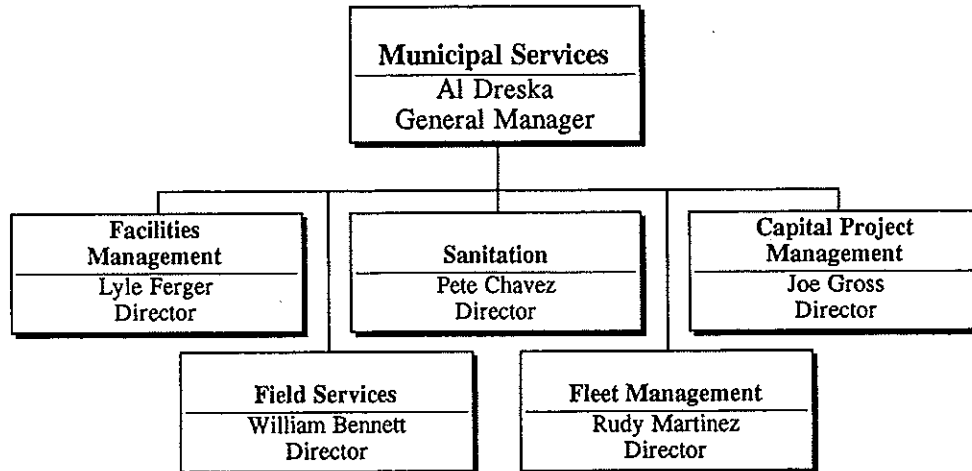 Municipal Services
Al Dreska
General Manager
Facilities
Management
Lyle Ferger
Director
Sanitation
Pete Chavez
Director
Capital Project
Management
Joe Gross
Director
Field Services
William Bennett
Director
Fleet Management
Rudy Martinez
Director